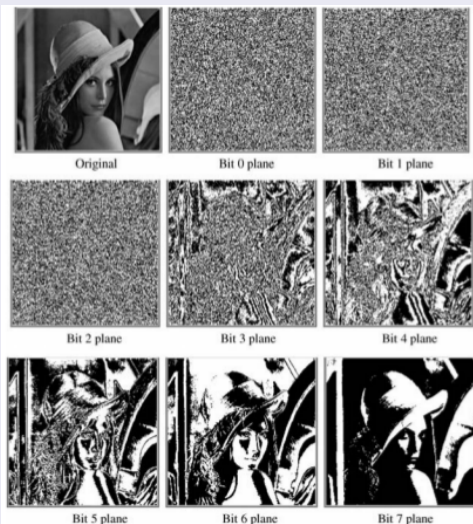 Original
Bit 0 plane
Bit 1 plane
Bit 2 plane
Bit 3 plane
Bit 4 plane
Bit 5 plane
Bit 6 plane
Bit 7 plane